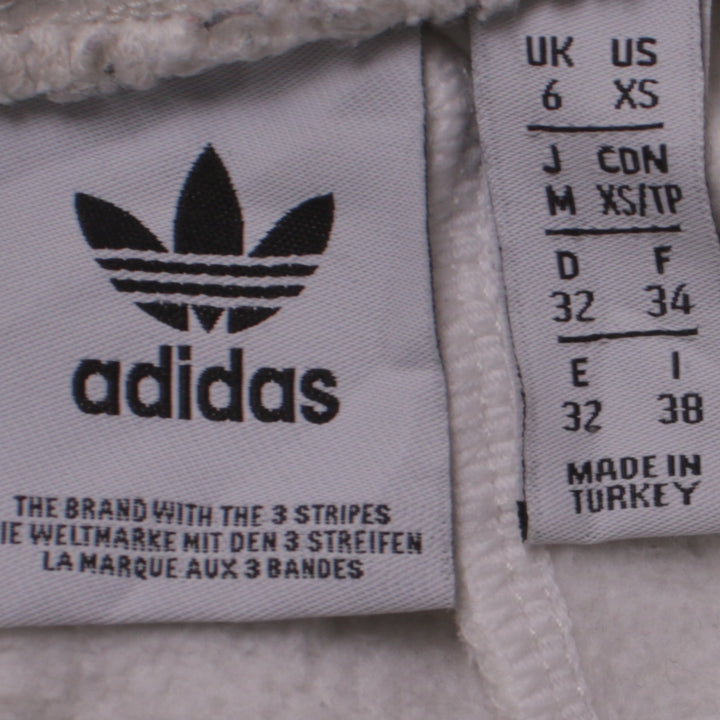 adidas
THE BRAND WITH THE 3 STRIPES
IE WELTMARKE MIT DEN 3 STREIFEN
LA MARQUE AUX 3 BANDES
UK US
6 XS
J CDN
M XS/TP
D F
32 34
E I
32 38
MADE IN
TURKEY